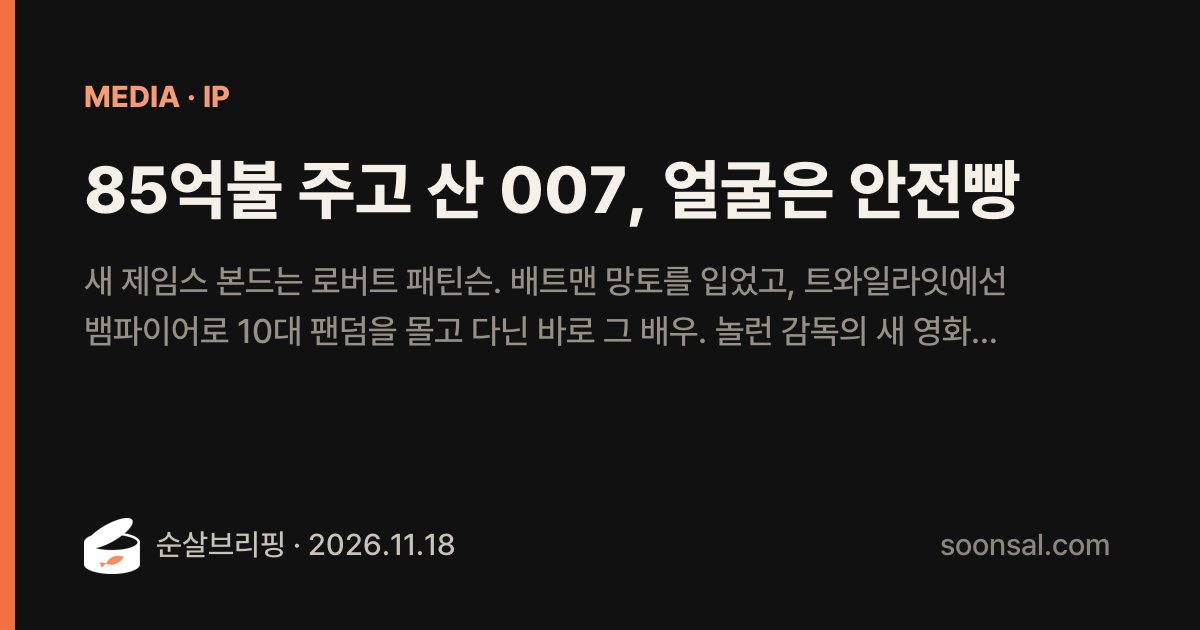 MEDIA · IP
85억불 주고 산 007, 얼굴은 안전빵
새 제임스 본드는 로버트 패틴슨. 배트맨 망토를 입었고, 트와일라잇에선
뱀파이어로 10대 팬덤을 몰고 다닌 바로 그 배우. 놀런 감독의 새 영화...
순살브리핑 · 2026.11.18
soonsal.com